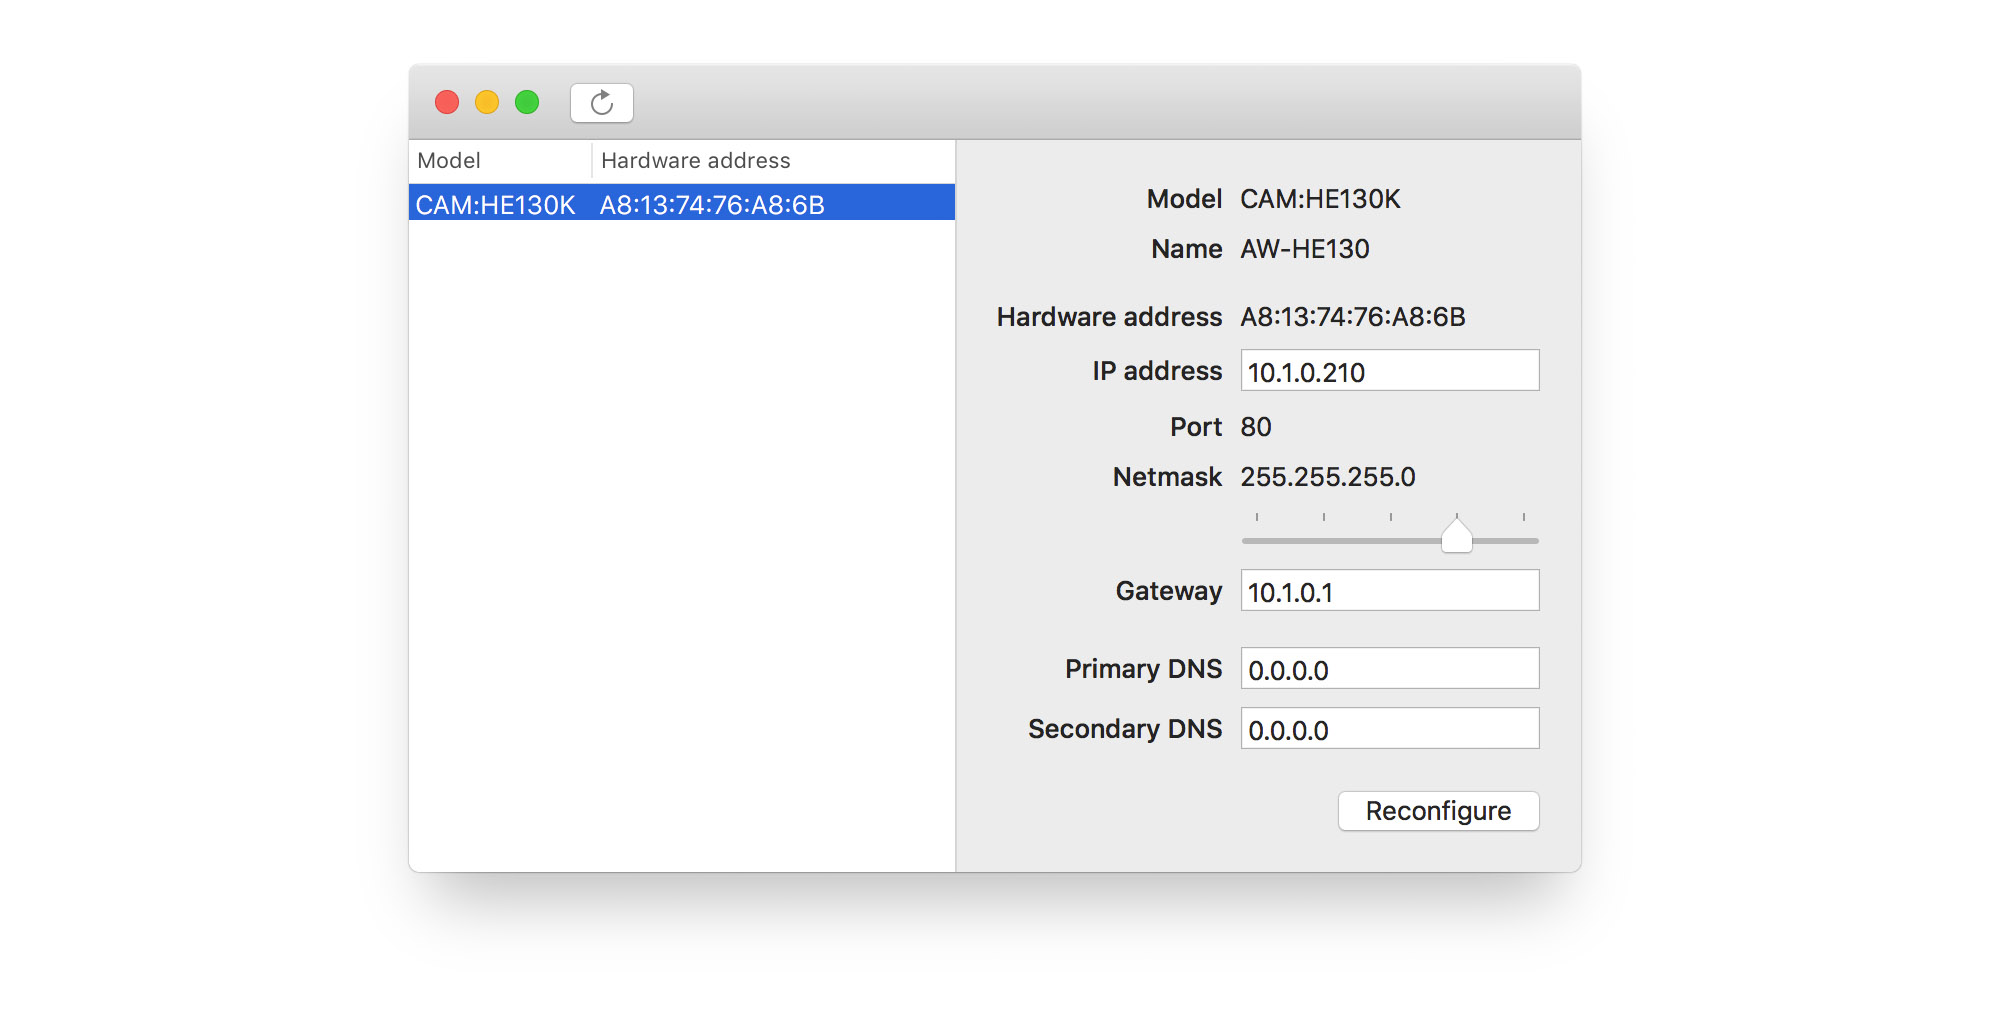 Model Hardware address
CAM:HE130K A8:13:74:76:A8:6B
Model CAM:HE130K
Name AW-HE130
Hardware address A8:13:74:76:A8:6B
IP address 10.1.0.210
Port 80
Netmask 255.255.255.0
Gateway 10.1.0.1
Primary DNS 0.0.0.0
Secondary DNS 0.0.0.0
Reconfigure